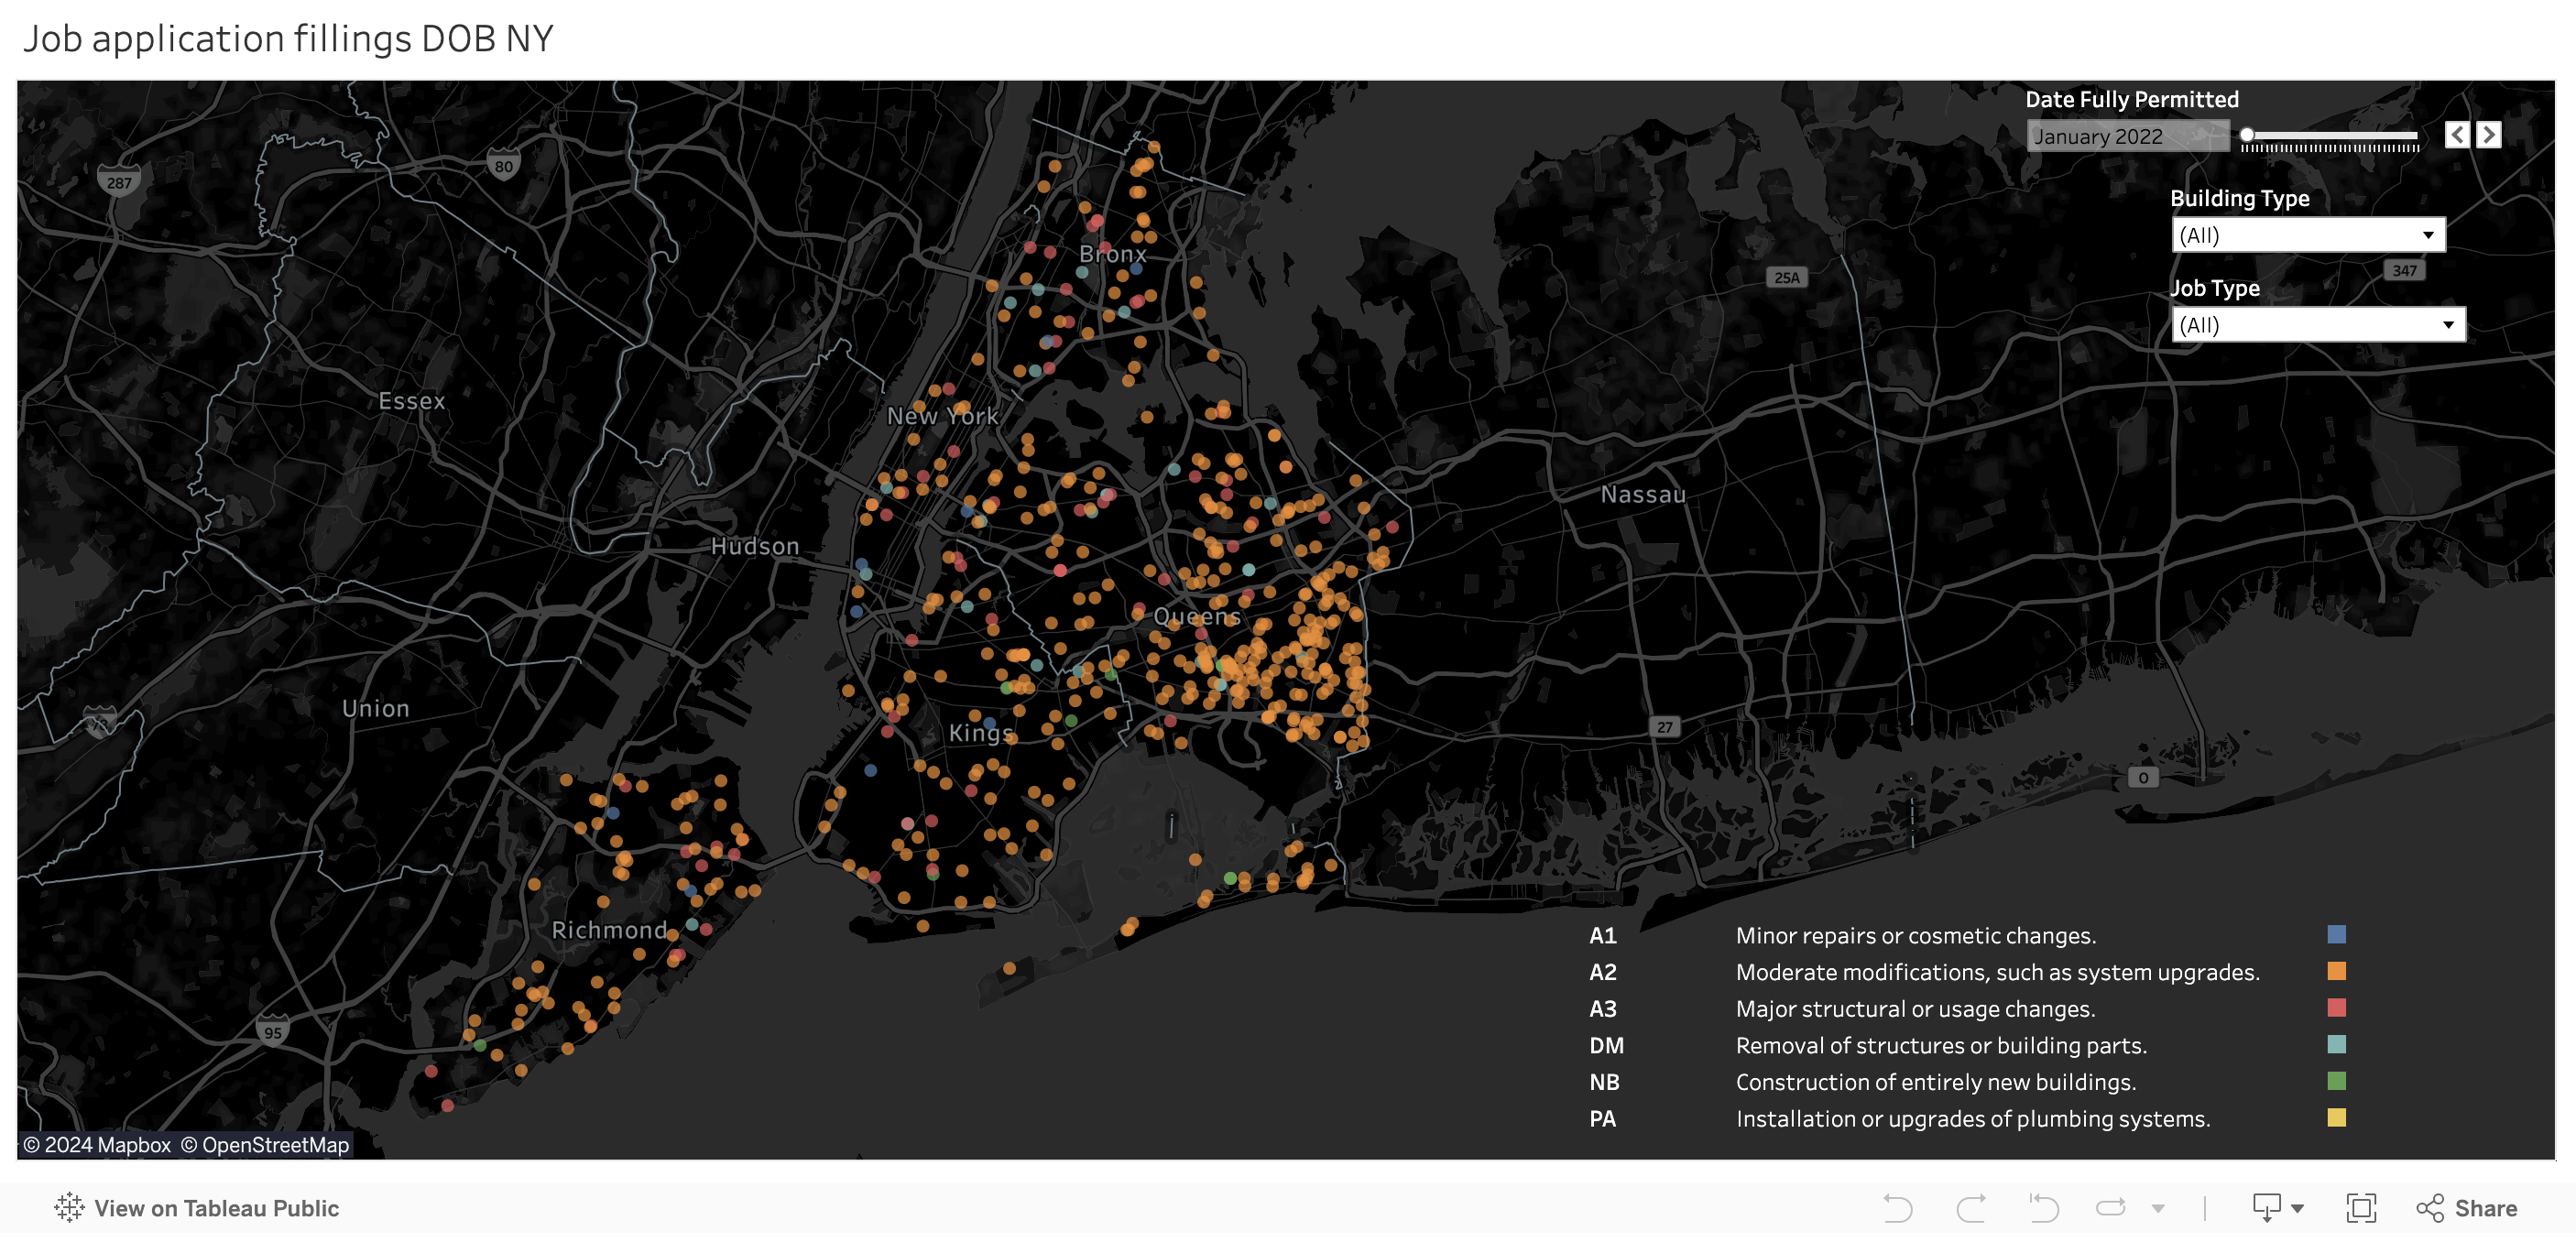 Job application fillings DOB NY
Date Fully Permitted
January 2022
Building Type
(All)
Job Type
(All)
287
80
Bronx
25A
347
Essex
New York
Nassau
Hudson
Queens
Union
Kings
27
0
Richmond
95
A1 Minor repairs or cosmetic changes.
A2 Moderate modifications, such as system upgrades.
A3 Major structural or usage changes.
DM Removal of structures or building parts.
NB Construction of entirely new buildings.
PA Installation or upgrades of plumbing systems.
© 2024 Mapbox © OpenStreetMap
View on Tableau Public
Share